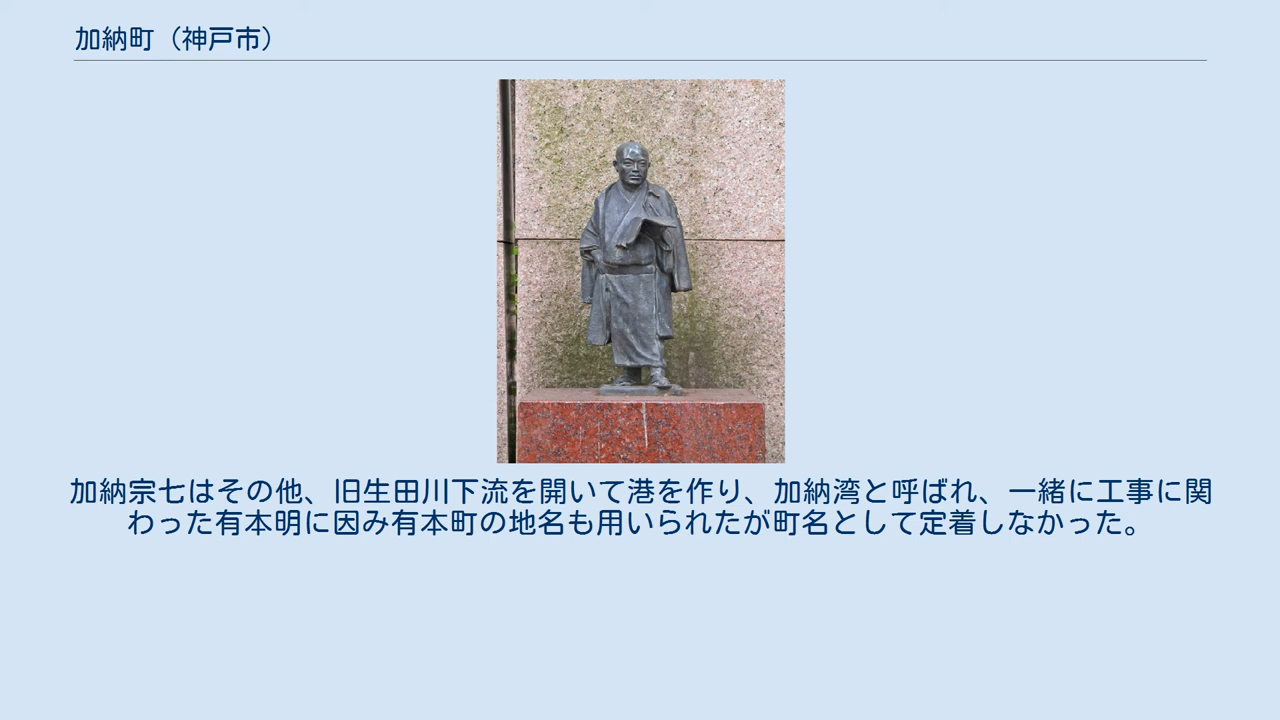 加納町（神戸市）
加納宗七はその他、旧生田川下流を開いて港を作り、加納湾と呼ばれ、一緒に工事に関
わった有本明に因み有本町の地名も用いられたが町名として定着しなかった。